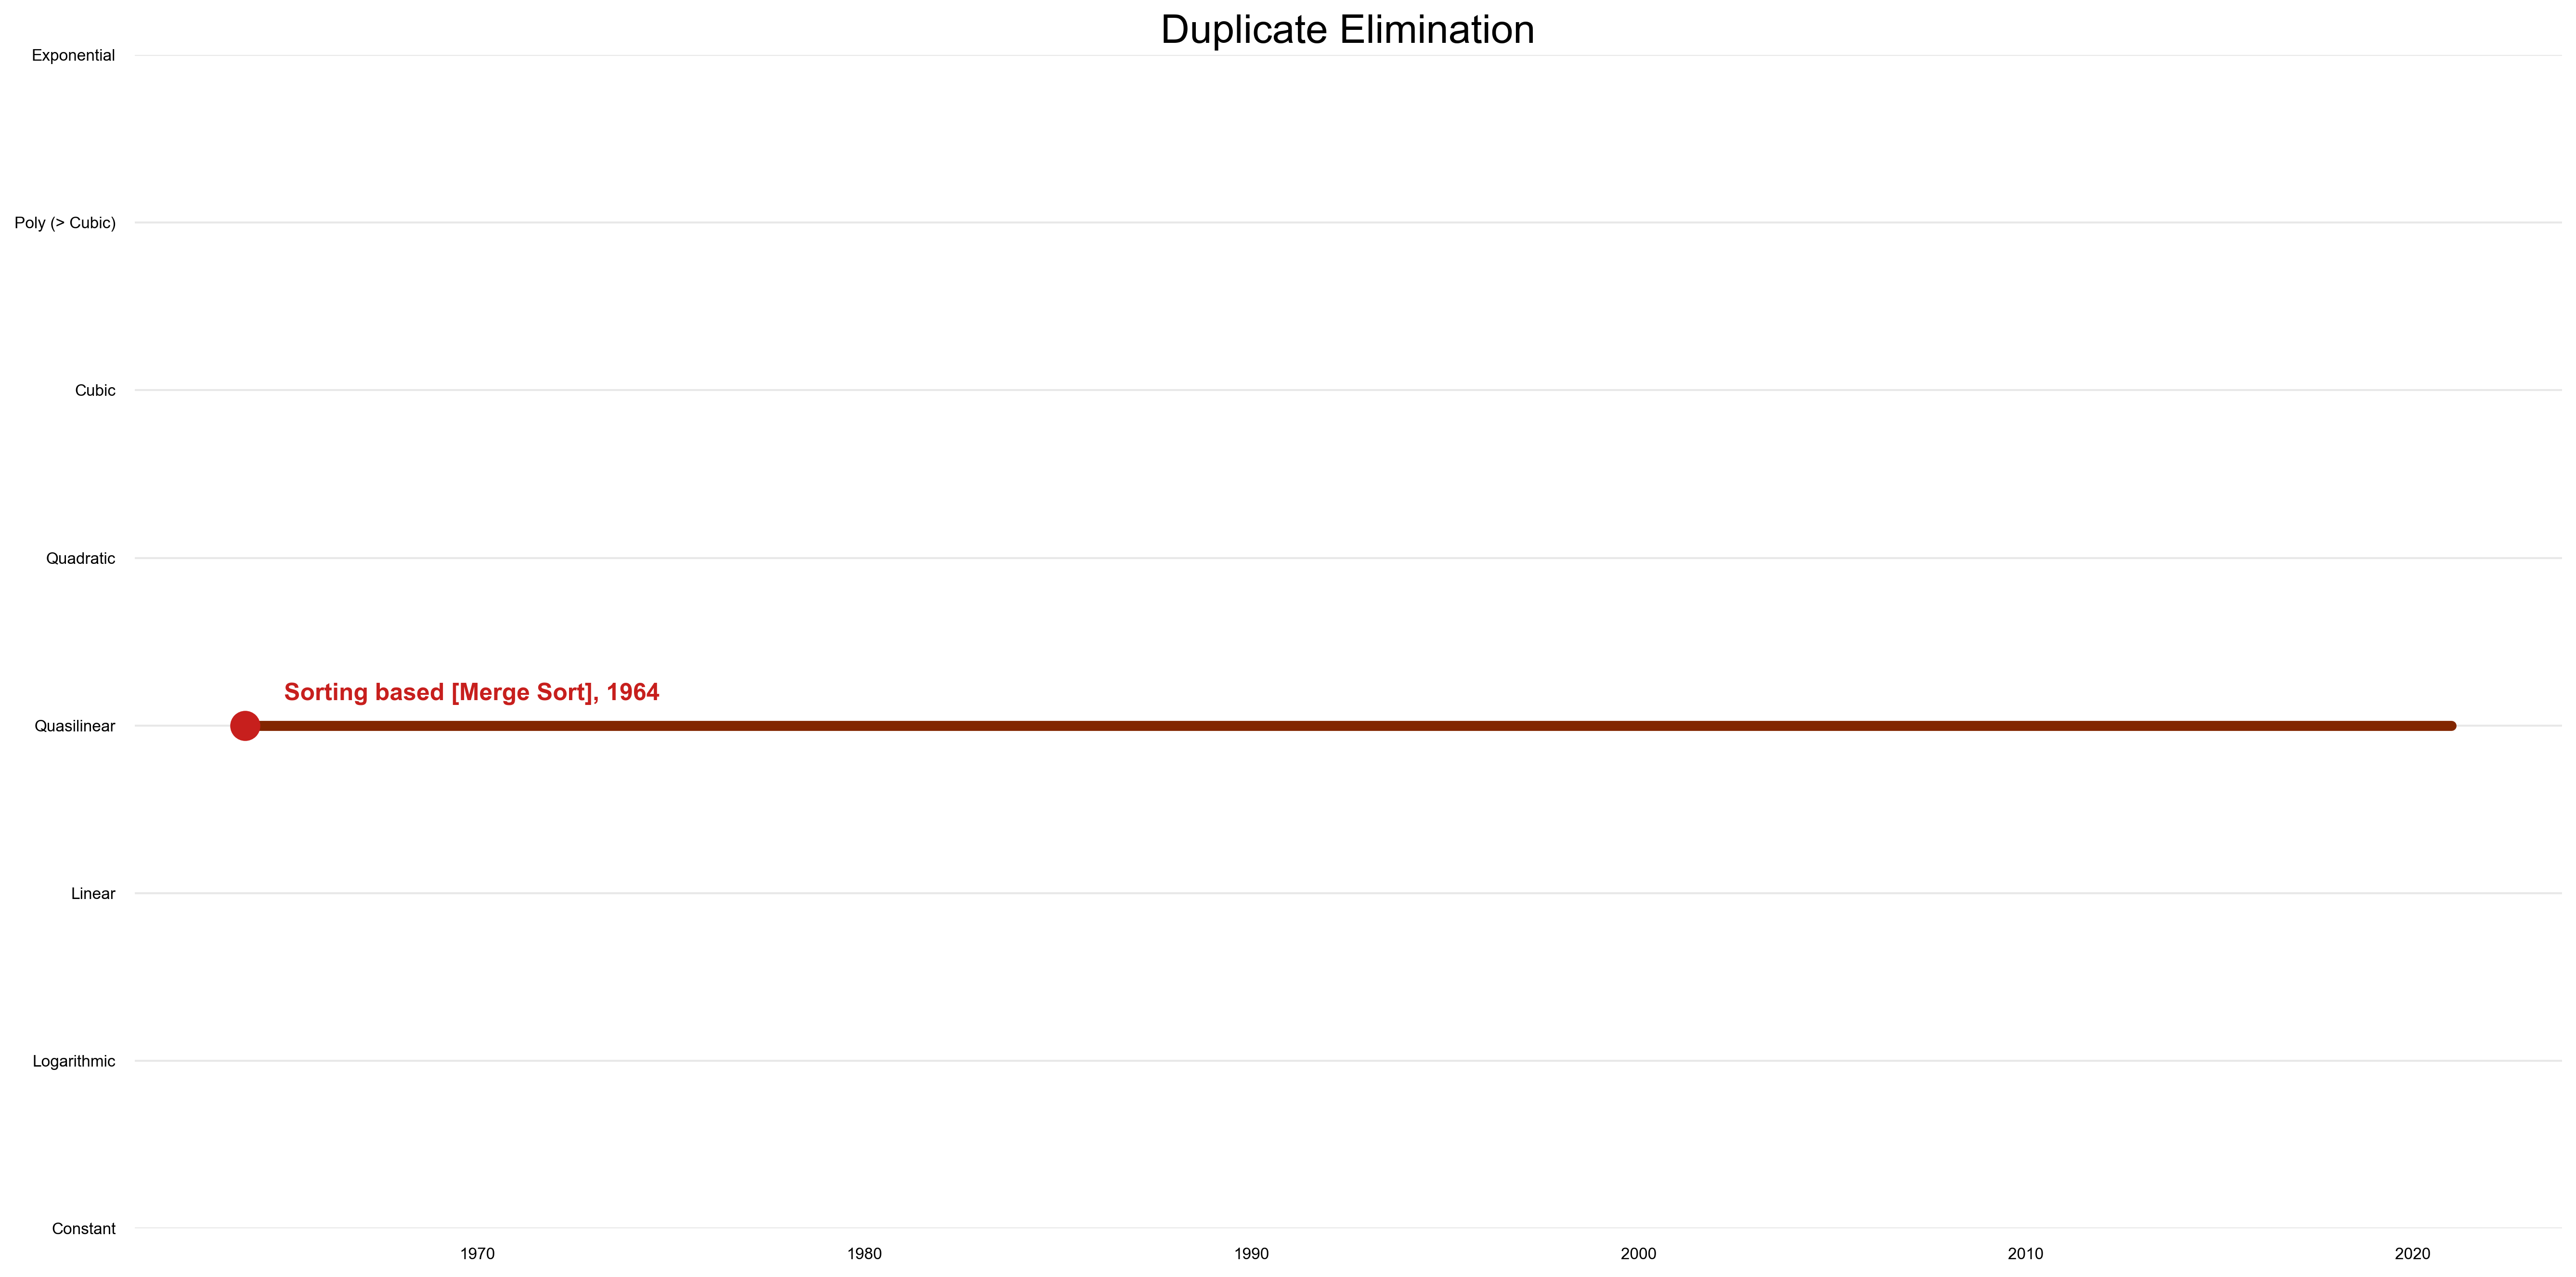 Duplicate Elimination
Exponential
Poly (> Cubic)
Cubic
Quadratic
Sorting based [Merge Sort], 1964
Quasilinear
Linear
Logarithmic
Constant
1970 1980 1990 2000 2010 2020